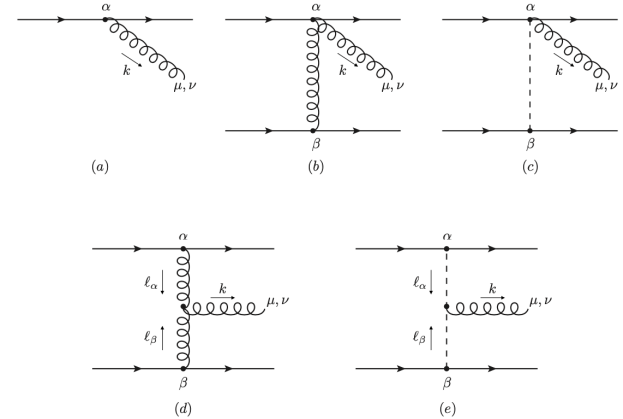 α α α
k k k
μ, ν μ, ν μ, ν
β β
(a) (b) (c)
α α
ℓα k ℓα k
μ, ν μ, ν
ℓβ ℓβ
β β
(d) (e)